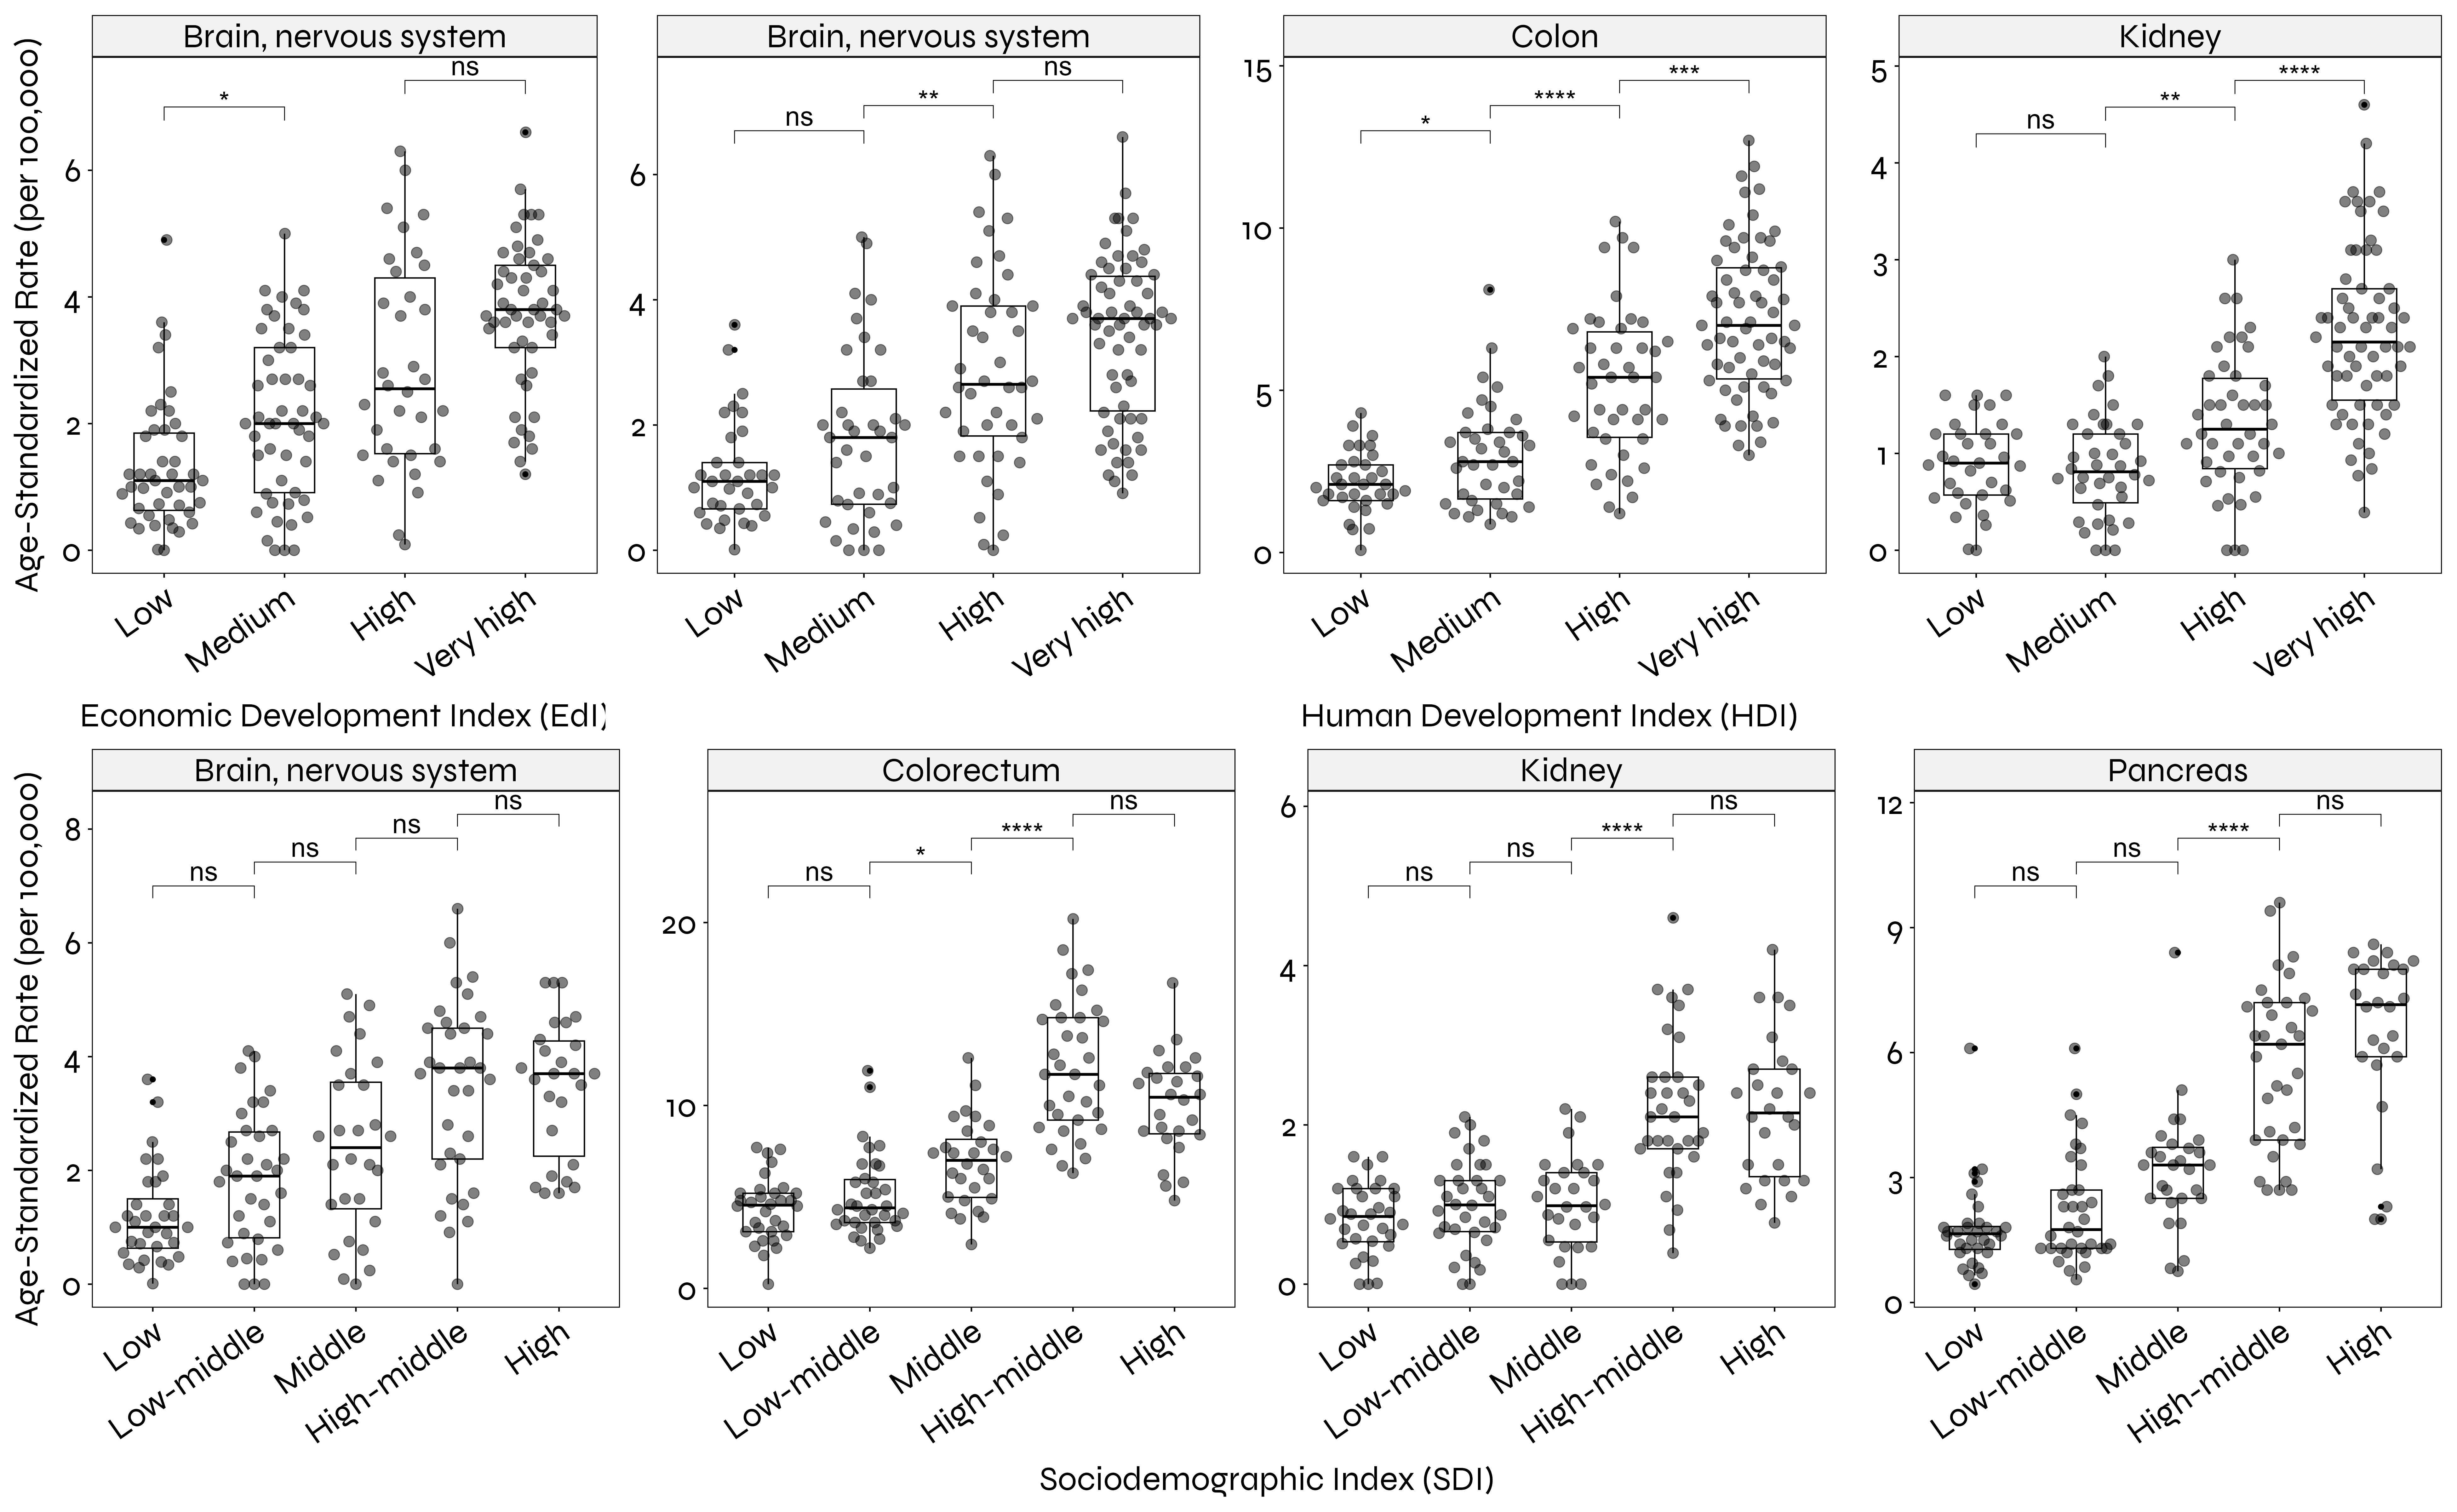 Brain, nervous system
Brain, nervous system
Colon
Kidney
Age-Standardized Rate (per 100,000)
* ns
0 2 4 6
Low Medium High Very high
ns ** ns
0 2 4 6
Low Medium High Very high
* **** ***
0 5 10 15
Low Medium High Very high
ns ** ****
0 1 2 3 4 5
Low Medium High Very high
Economic Development Index (EdI)
Human Development Index (HDI)
Brain, nervous system
Colorectum
Kidney
Pancreas
Age-Standardized Rate (per 100,000)
ns ns ns ns
0 2 4 6 8
Low Low-middle Middle High-middle High
ns * **** ns
0 10 20
Low Low-middle Middle High-middle High
ns ns **** ns
0 2 4 6
Low Low-middle Middle High-middle High
ns ns **** ns
0 3 6 9 12
Low Low-middle Middle High-middle High
Sociodemographic Index (SDI)